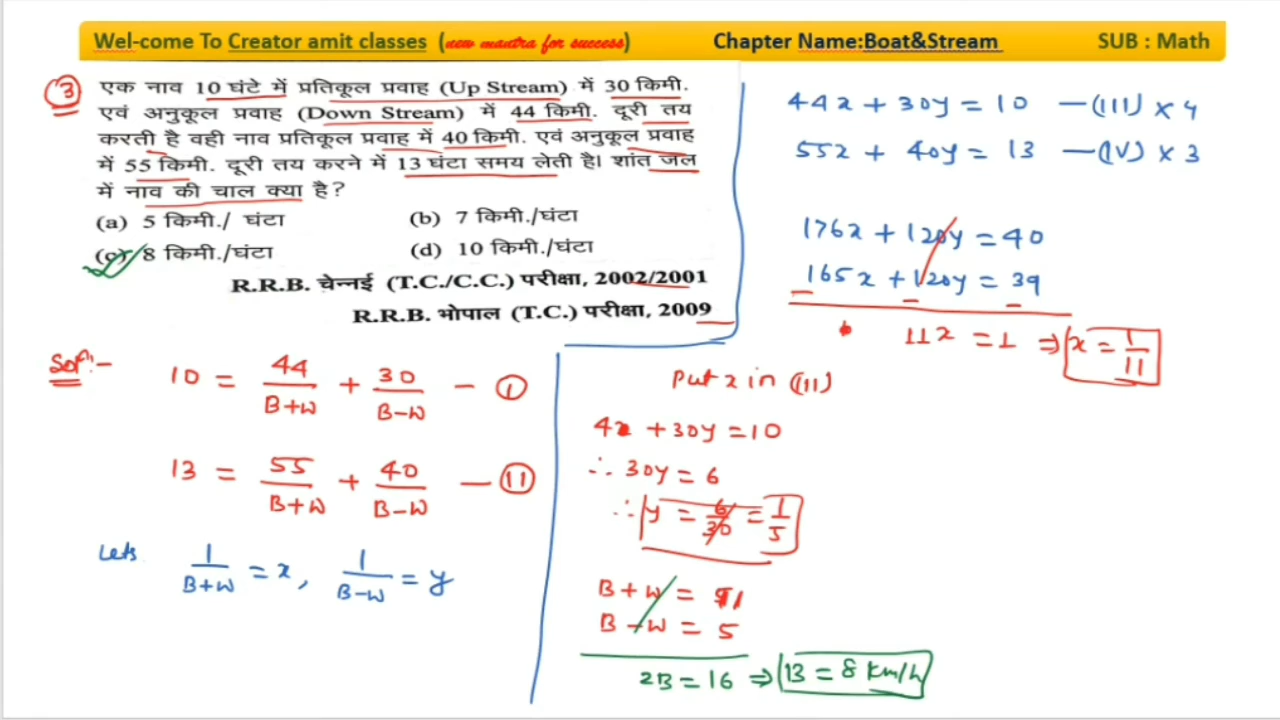 Wel-come To Creator amit classes (new mantra for success) Chapter Name:Boat&Stream SUB : Math
3 एक नाव 10 घंटे में प्रतिकूल प्रवाह (Up Stream) में 30 किमी.
एवं अनुकूल प्रवाह (Down Stream) में 44 किमी. दूरी तय
करती है वही नाव प्रतिकूल प्रवाह में 40 किमी. एवं अनुकूल प्रवाह
में 55 किमी. दूरी तय करने में 13 घंटा समय लेती है। शांत जल
में नाव की चाल क्या है?
(a) 5 किमी./ घंटा (b) 7 किमी./घंटा
(c) 8 किमी./घंटा (d) 10 किमी./घंटा
R.R.B. चेन्नई (T.C./C.C.) परीक्षा, 2002/2001
R.R.B. भोपाल (T.C.) परीक्षा, 2009
Solⁿ:-
10 = 44/B+W + 30/B-W - ①
13 = 55/B+W + 40/B-W - ⑪
Lets 1/B+W = x, 1/B-W = y
44x + 30y = 10 -(III) × 4
55x + 40y = 13 -(IV) × 3
176x + 120y = 40
165x + 120y = 39
11x = 1 ⇒ x = 1/11
Put x in (III)
4 + 30y = 10
∴ 30y = 6
∴ y = 6/30 = 1/5
B + W = 11
B - W = 5
2B = 16 ⇒ B = 8 Km/h